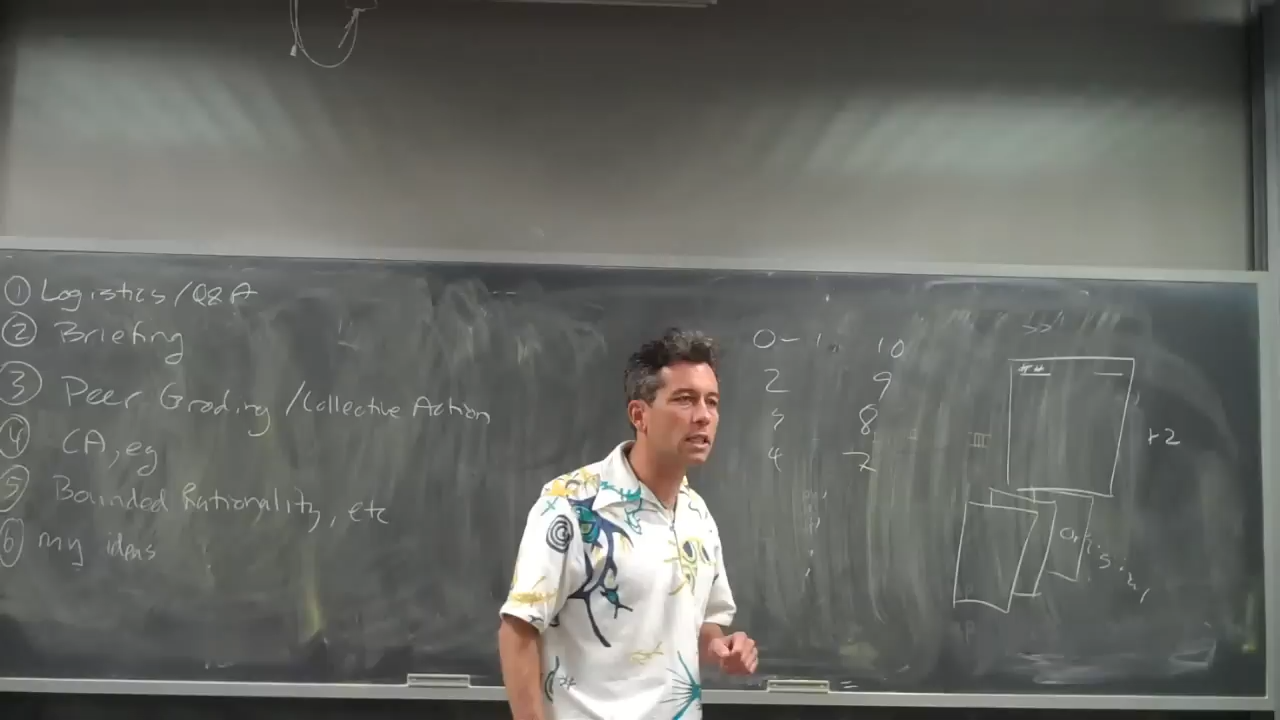 ① Logistics/Q&A
② Briefing
③ Peer Grading/Collective Action
④ CA, eg
⑤ Bounded Rationality, etc
⑥ my ideas
0-1 10
2 9
3 8
4 7
+2